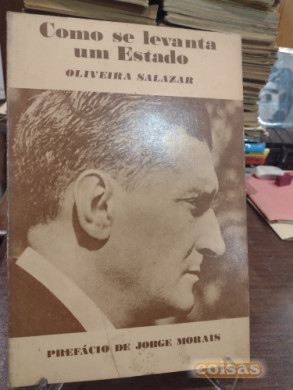 Como se levanta
um Estado
OLIVEIRA SALAZAR
PREFÁCIO DE JORGE MORAIS
coisas